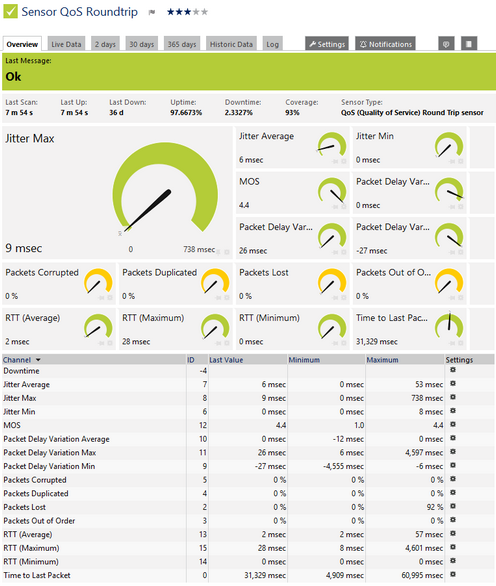 Sensor QoS Roundtrip
Overview Live Data 2 days 30 days 365 days Historic Data Log Settings Notifications
Last Message:
Ok
Last Scan: Last Up: Last Down: Uptime: Downtime: Coverage: Sensor Type:
7 m 54 s 7 m 54 s 36 d 97.6673% 2.3327% 93% QoS (Quality of Service) Round Trip sensor
Jitter Max
9 msec
0 738 msec
Jitter Average
6 msec
Jitter Min
0 msec
MOS
4.4
Packet Delay Var...
0 msec
Packet Delay Var...
26 msec
Packet Delay Var...
-27 msec
Packets Corrupted
0 %
Packets Duplicated
0 %
Packets Lost
0 %
Packets Out of O...
0 %
RTT (Average)
2 msec
RTT (Maximum)
28 msec
RTT (Minimum)
0 msec
Time to Last Pac...
31,329 msec
Channel ID Last Value Minimum Maximum Settings
Downtime -4
Jitter Average 7 6 msec 0 msec 53 msec
Jitter Max 8 9 msec 0 msec 738 msec
Jitter Min 6 0 msec 0 msec 8 msec
MOS 12 4.4 1.0 4.4
Packet Delay Variation Average 10 0 msec -12 msec 0 msec
Packet Delay Variation Max 11 26 msec 6 msec 4,597 msec
Packet Delay Variation Min 9 -27 msec -4,555 msec -6 msec
Packets Corrupted 5 0 % 0 % 0 %
Packets Duplicated 4 0 % 0 % 0 %
Packets Lost 2 0 % 0 % 92 %
Packets Out of Order 3 0 % 0 % 0 %
RTT (Average) 13 2 msec 2 msec 57 msec
RTT (Maximum) 15 28 msec 8 msec 4,601 msec
RTT (Minimum) 14 0 msec 0 msec 0 msec
Time to Last Packet 0 31,329 msec 4,909 msec 60,995 msec